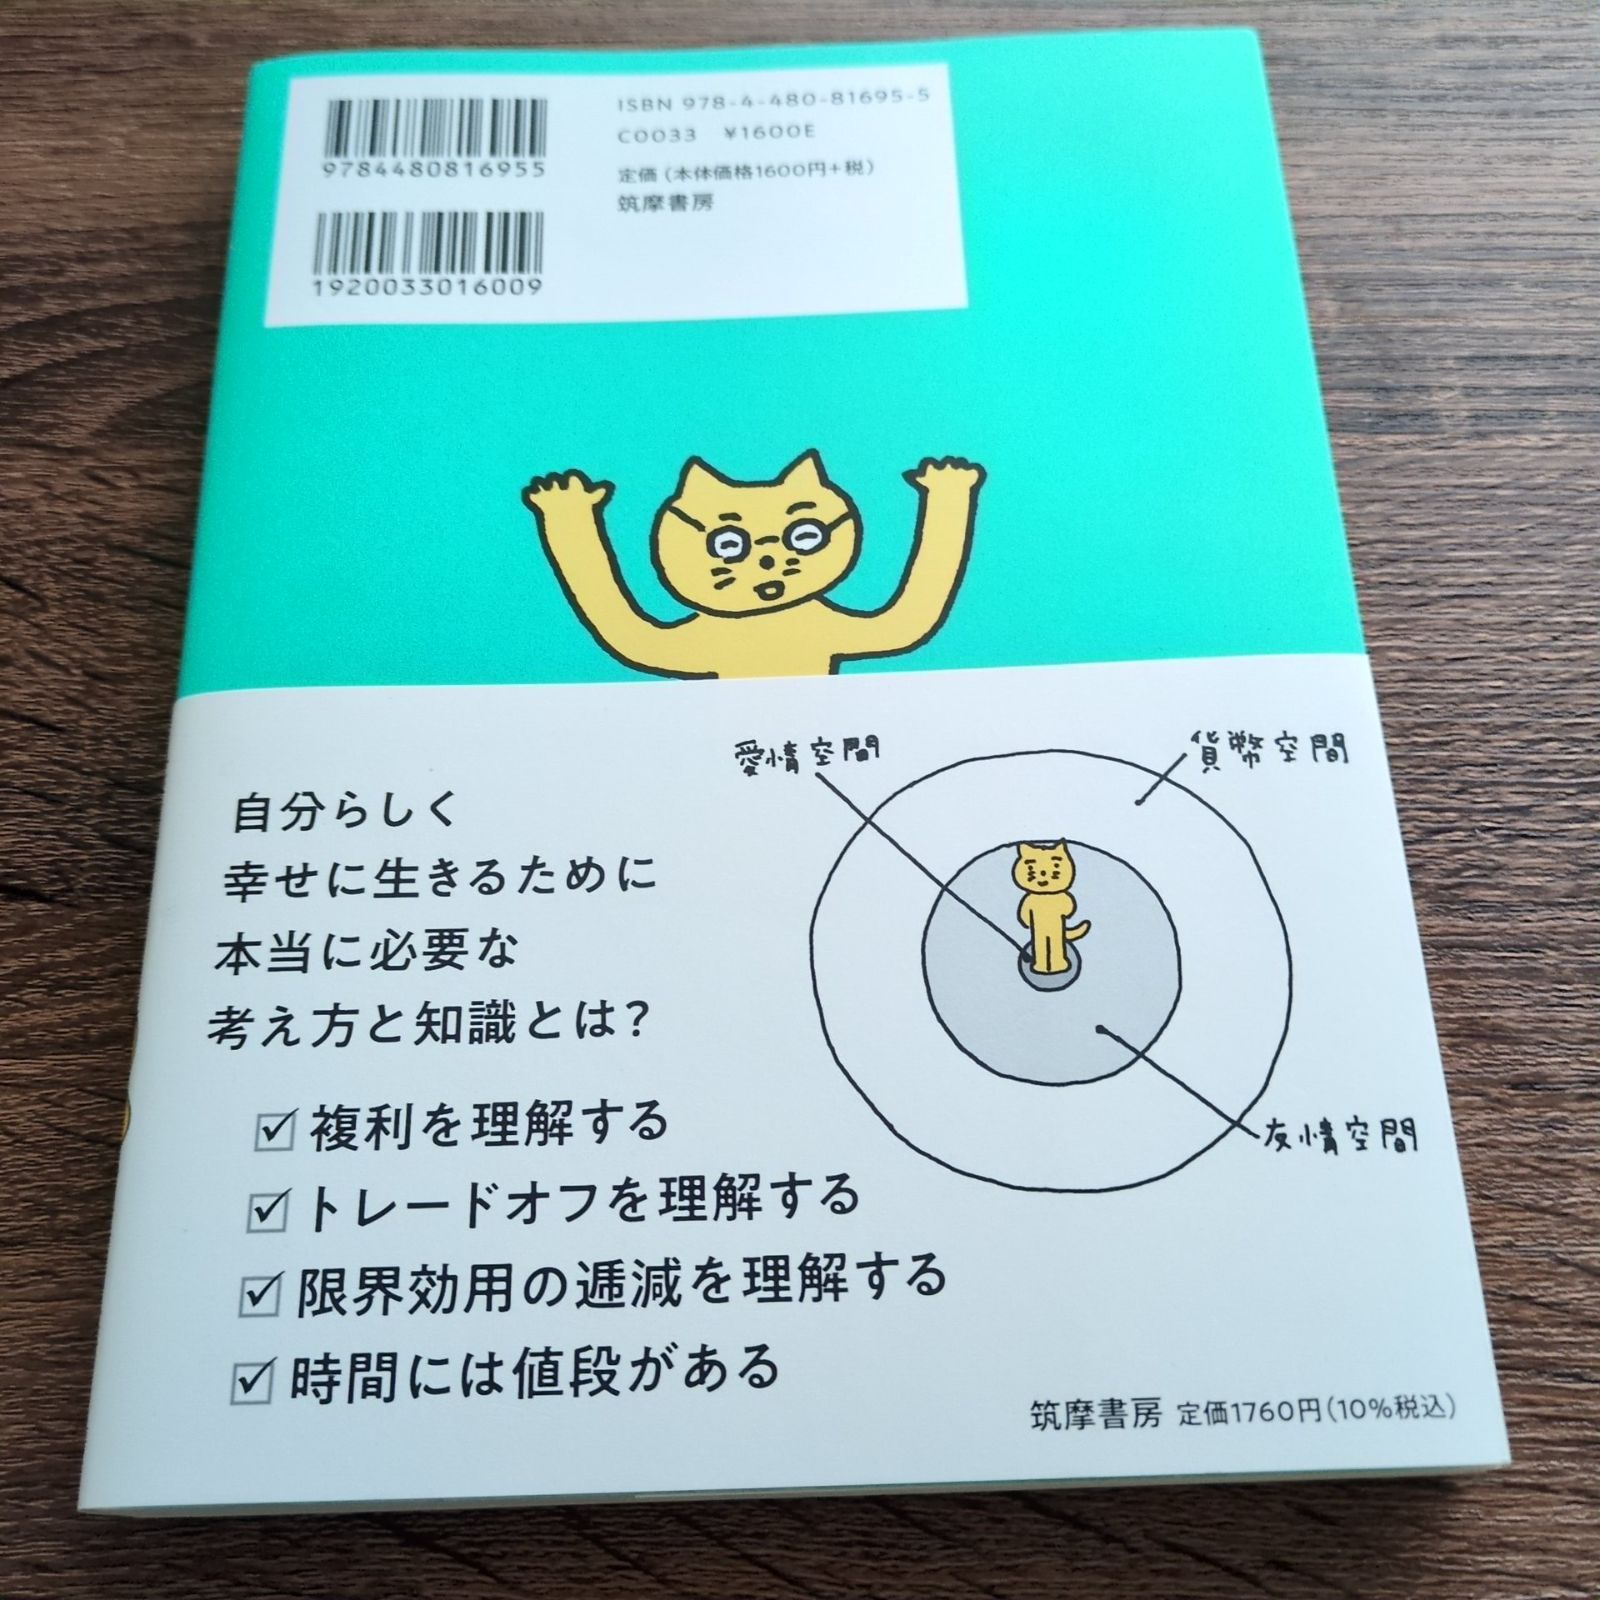 9784480816955
1920033016009
ISBN 978-4-480-81695-5
C0033 ¥1600E
定価（本体価格1600円+税）
筑摩書房
愛情空間
貨幣空間
友情空間
自分らしく
幸せに生きるために
本当に必要な
考え方と知識とは？
複利を理解する
トレードオフを理解する
限界効用の逓減を理解する
時間には値段がある
筑摩書房 定価1760円（10%税込）